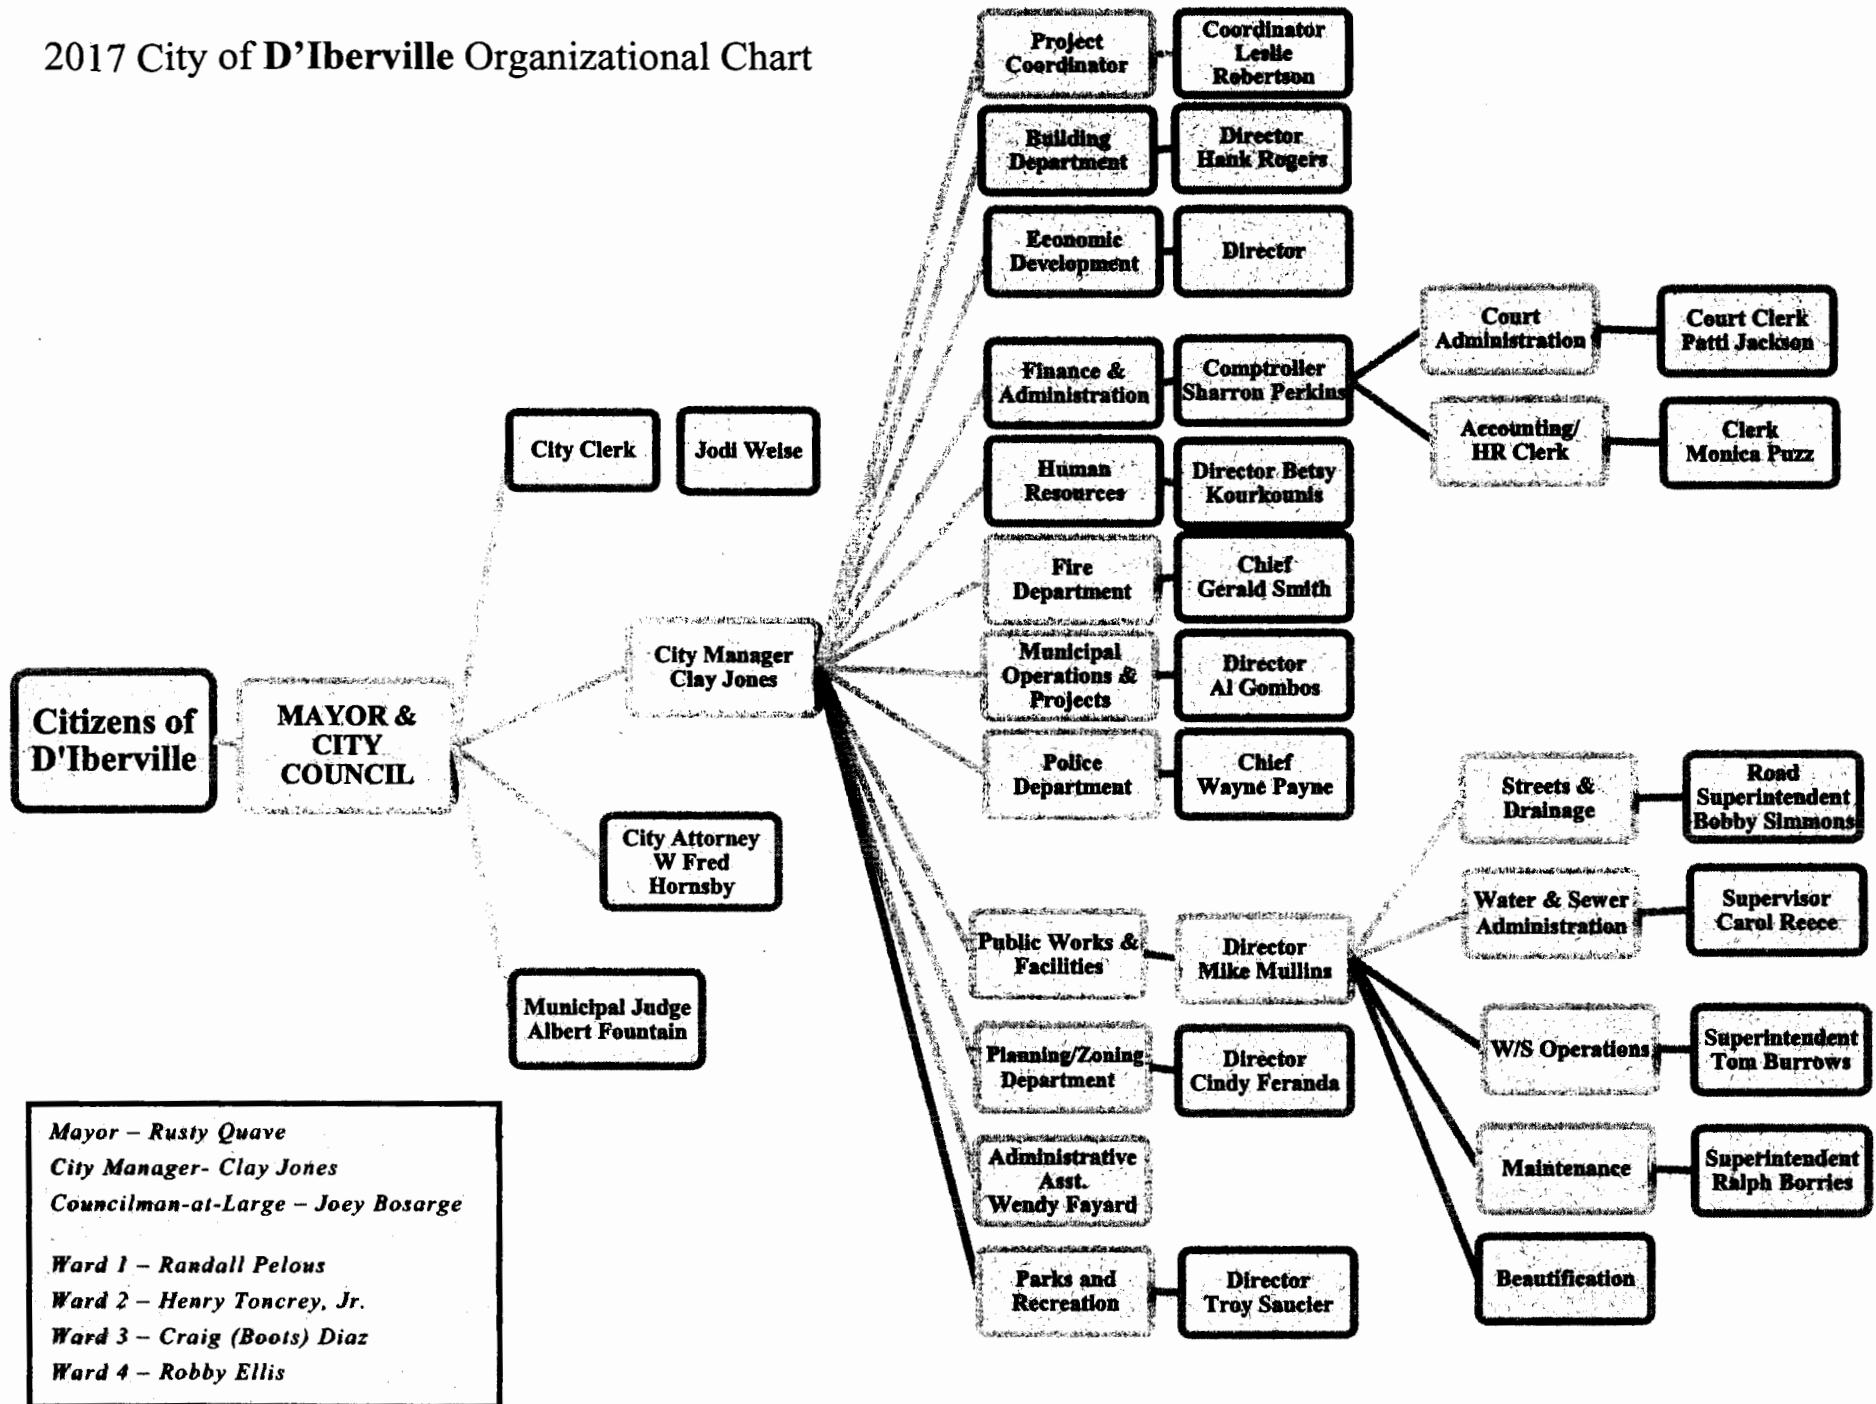 2017 City of D'Iberville Organizational Chart
Citizens of
D'Iberville
MAYOR &
CITY
COUNCIL
City Clerk
Jodi Weise
City Manager
Clay Jones
City Attorney
W Fred
Hornsby
Municipal Judge
Albert Fountain
Project
Coordinator
Coordinator
Leslie
Robertson
Building
Department
Director
Hank Rogers
Economic
Development
Director
Finance &
Administration
Comptroller
Sharron Perkins
Court
Administration
Court Clerk
Patti Jackson
Accounting/
HR Clerk
Clerk
Monica Puzz
Human
Resources
Director Betsy
Kourkounis
Fire
Department
Chief
Gerald Smith
Municipal
Operations &
Projects
Director
Al Gombos
Police
Department
Chief
Wayne Payne
Public Works &
Facilities
Director
Mike Mullins
Streets &
Drainage
Road
Superintendent
Bobby Simmons
Water & Sewer
Administration
Supervisor
Carol Reece
W/S Operations
Superintendent
Tom Burrows
Maintenance
Superintendent
Ralph Borries
Beautification
Planning/Zoning
Department
Director
Cindy Feranda
Administrative
Asst.
Wendy Fayard
Parks and
Recreation
Director
Troy Saucier
Mayor – Rusty Quave
City Manager- Clay Jones
Councilman-at-Large – Joey Bosarge
Ward 1 – Randall Pelous
Ward 2 – Henry Toncrey, Jr.
Ward 3 – Craig (Boots) Diaz
Ward 4 – Robby Ellis